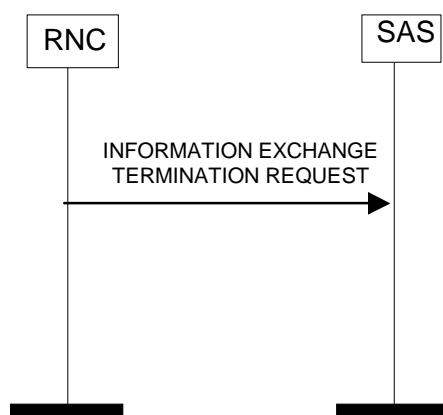 RNC
SAS
INFORMATION EXCHANGE
TERMINATION REQUEST